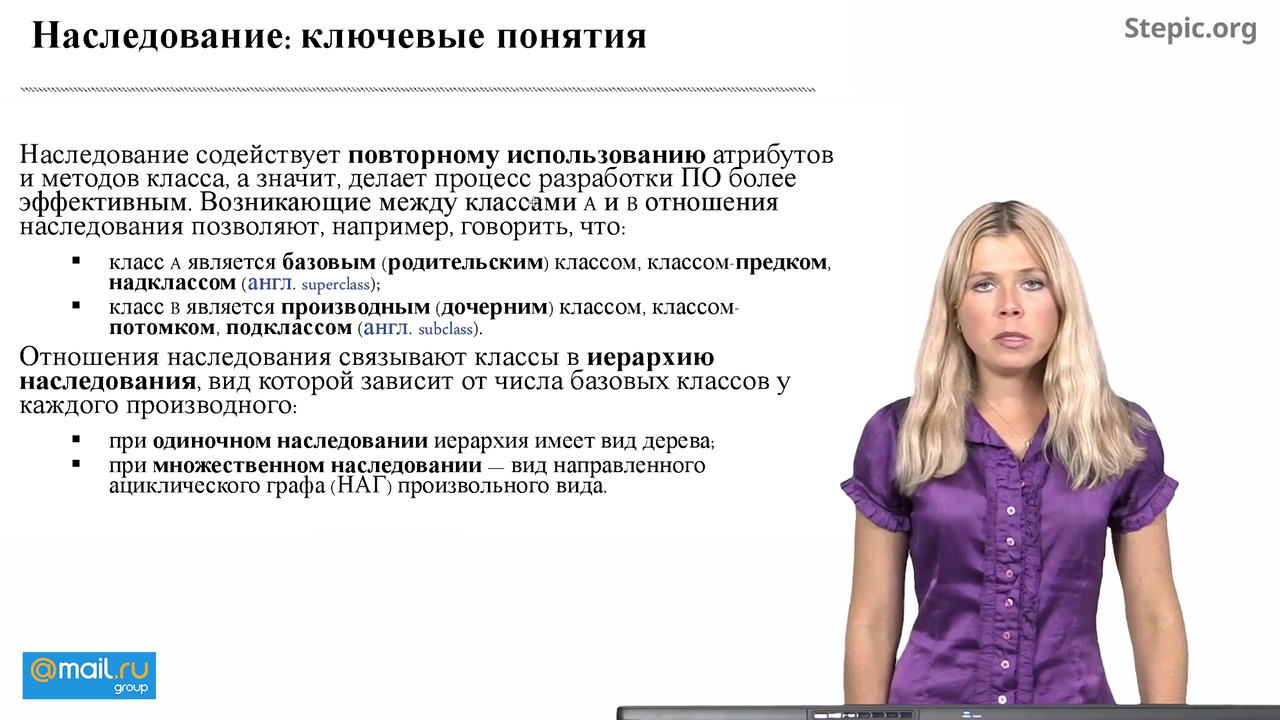 Наследование: ключевые понятия
Stepic.org
Наследование содействует повторному использованию атрибутов
и методов класса, а значит, делает процесс разработки ПО более
эффективным. Возникающие между классами A и B отношения
наследования позволяют, например, говорить, что:
▪ класс A является базовым (родительским) классом, классом-предком,
надклассом (англ. superclass);
▪ класс B является производным (дочерним) классом, классом-
потомком, подклассом (англ. subclass).
Отношения наследования связывают классы в иерархию
наследования, вид которой зависит от числа базовых классов у
каждого производного:
▪ при одиночном наследовании иерархия имеет вид дерева;
▪ при множественном наследовании — вид направленного
ациклического графа (НАГ) произвольного вида.
@mail.ru
group